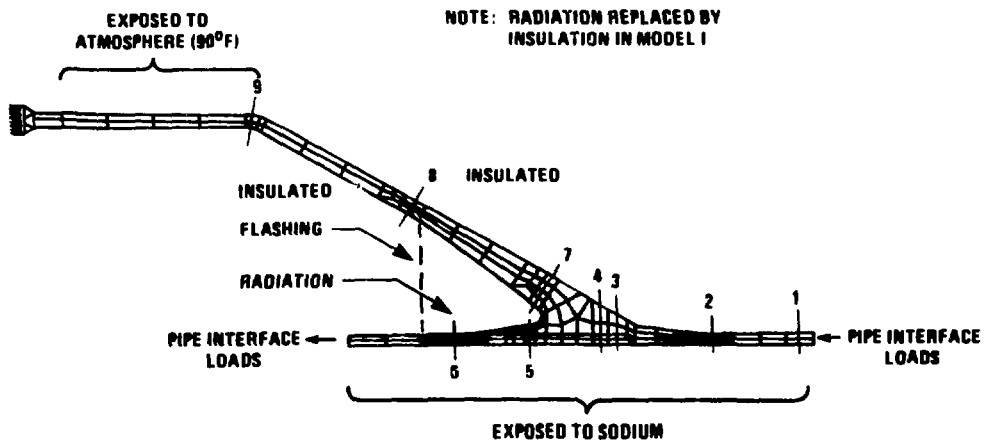 NOTE: RADIATION REPLACED BY
INSULATION IN MODEL I
EXPOSED TO
ATMOSPHERE (90°F)
9
8 INSULATED
INSULATED
FLASHING
RADIATION
7
4
3
2
1
PIPE INTERFACE
LOADS
6
5
PIPE INTERFACE
LOADS
EXPOSED TO SODIUM